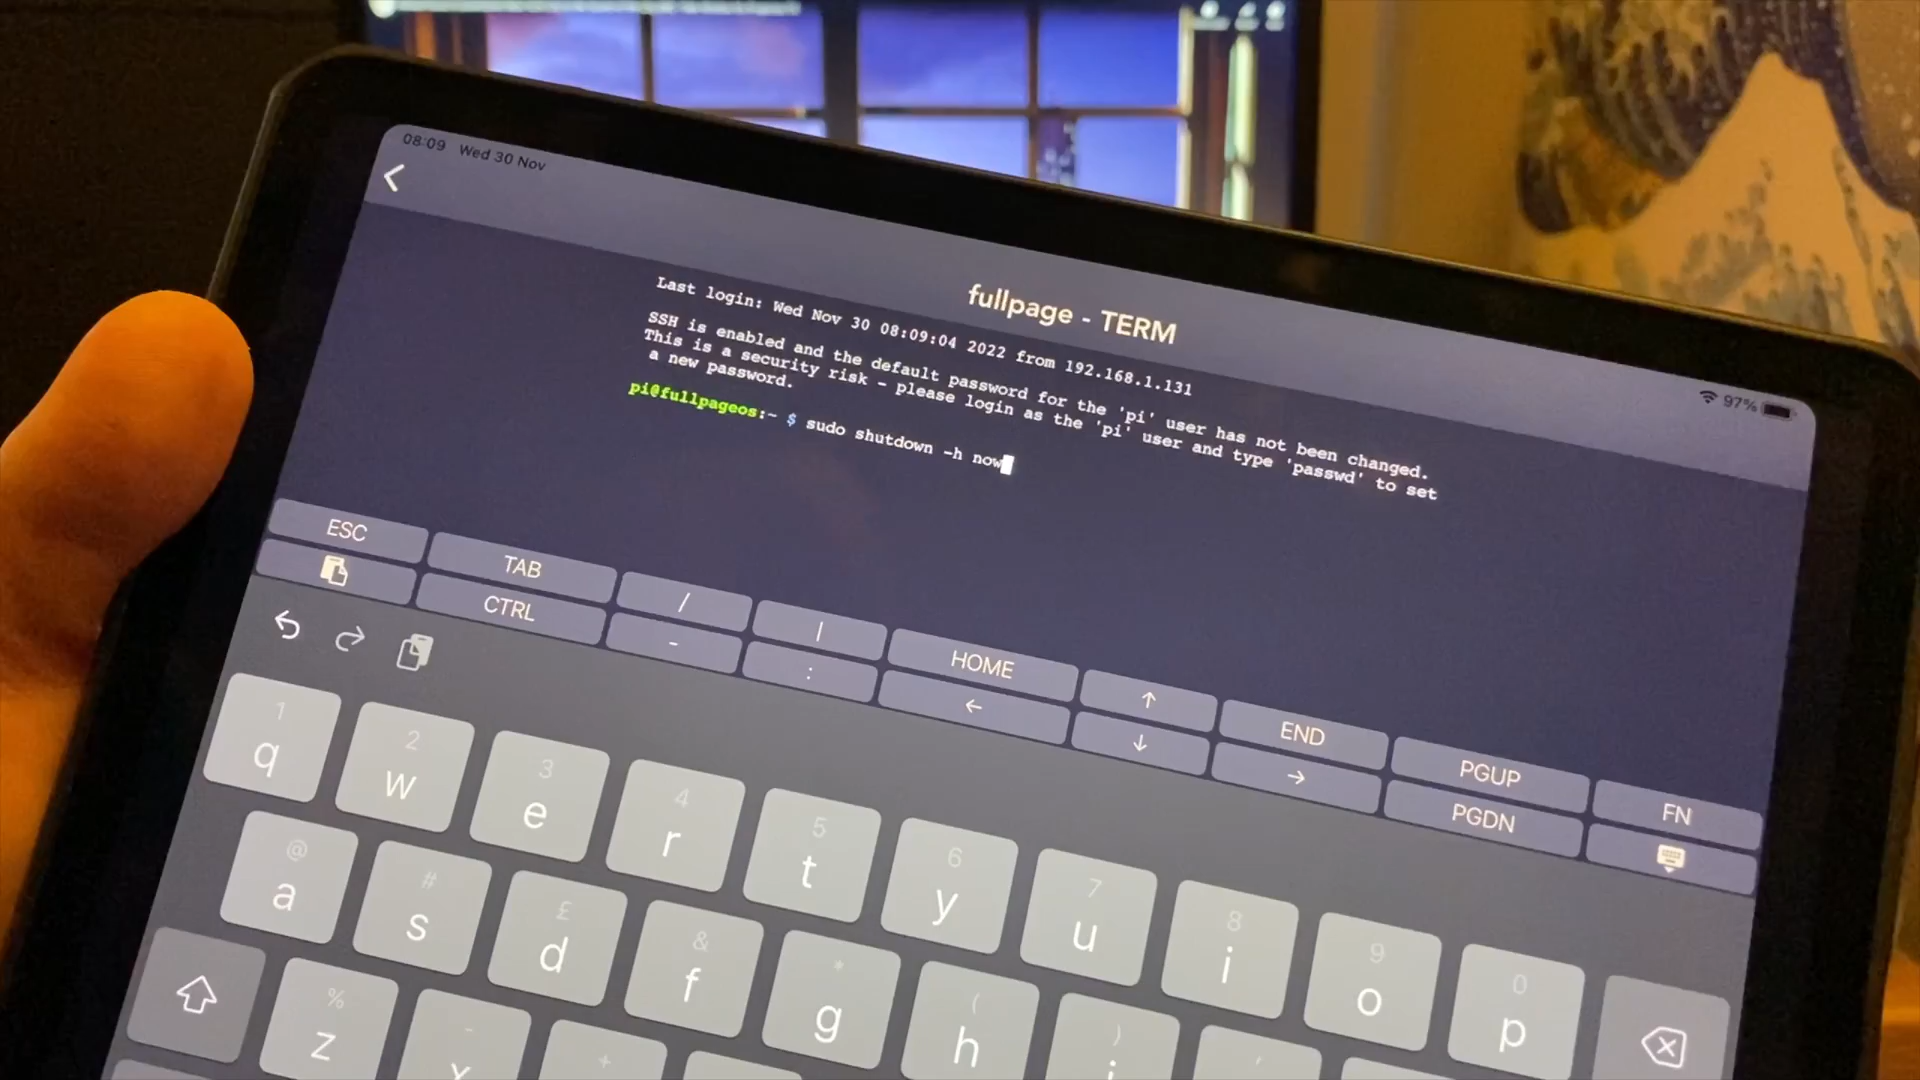 08:09 Wed 30 Nov
97%
fullpage - TERM
Last login: Wed Nov 30 08:09:04 2022 from 192.168.1.131
SSH is enabled and the default password for the 'pi' user has not been changed.
This is a security risk - please login as the 'pi' user and type 'passwd' to set
a new password.
pi@fullpageos:~ $ sudo shutdown -h now
ESC TAB / | HOME ↑ END PGUP FN
CTRL - : ← ↓ → PGDN
1 2 3 4 5 6 7 8 9 0
q w e r t y u i o p
@ # £ & * ( ) '
a s d f g h j
% - +
z x